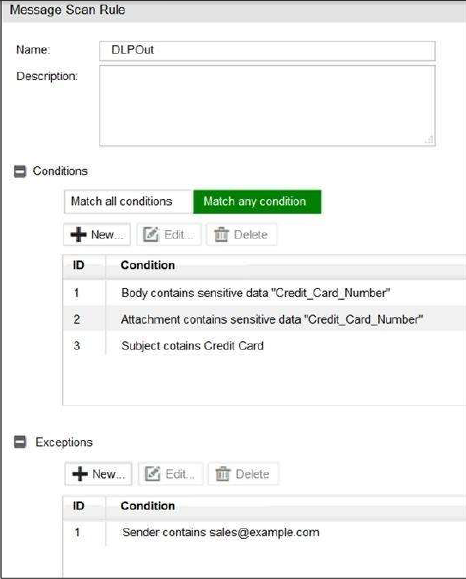 Message Scan Rule
Name: DLPOut
Description:
Conditions
Match all conditions Match any condition
New... Edit... Delete
ID Condition
1 Body contains sensitive data "Credit_Card_Number"
2 Attachment contains sensitive data "Credit_Card_Number"
3 Subject cotains Credit Card
Exceptions
New... Edit... Delete
ID Condition
1 Sender contains sales@example.com